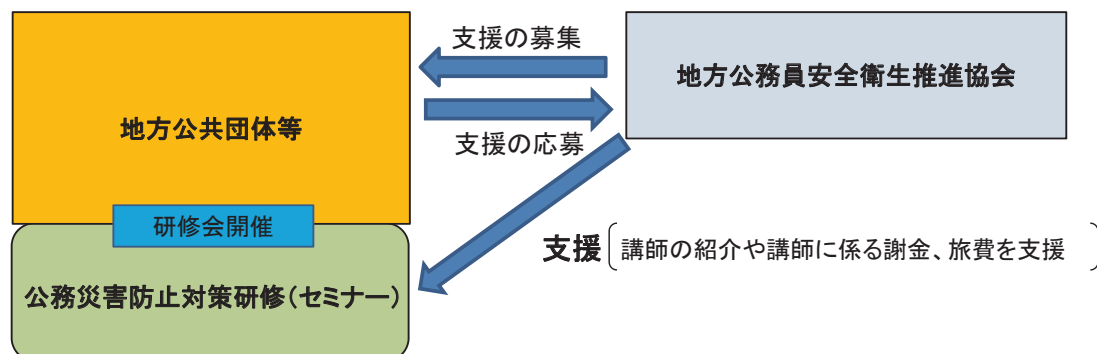 支援の募集
地方公務員安全衛生推進協会
地方公共団体等
支援の応募
研修会開催
支援 講師の紹介や講師に係る謝金、旅費を支援
公務災害防止対策研修(セミナー)